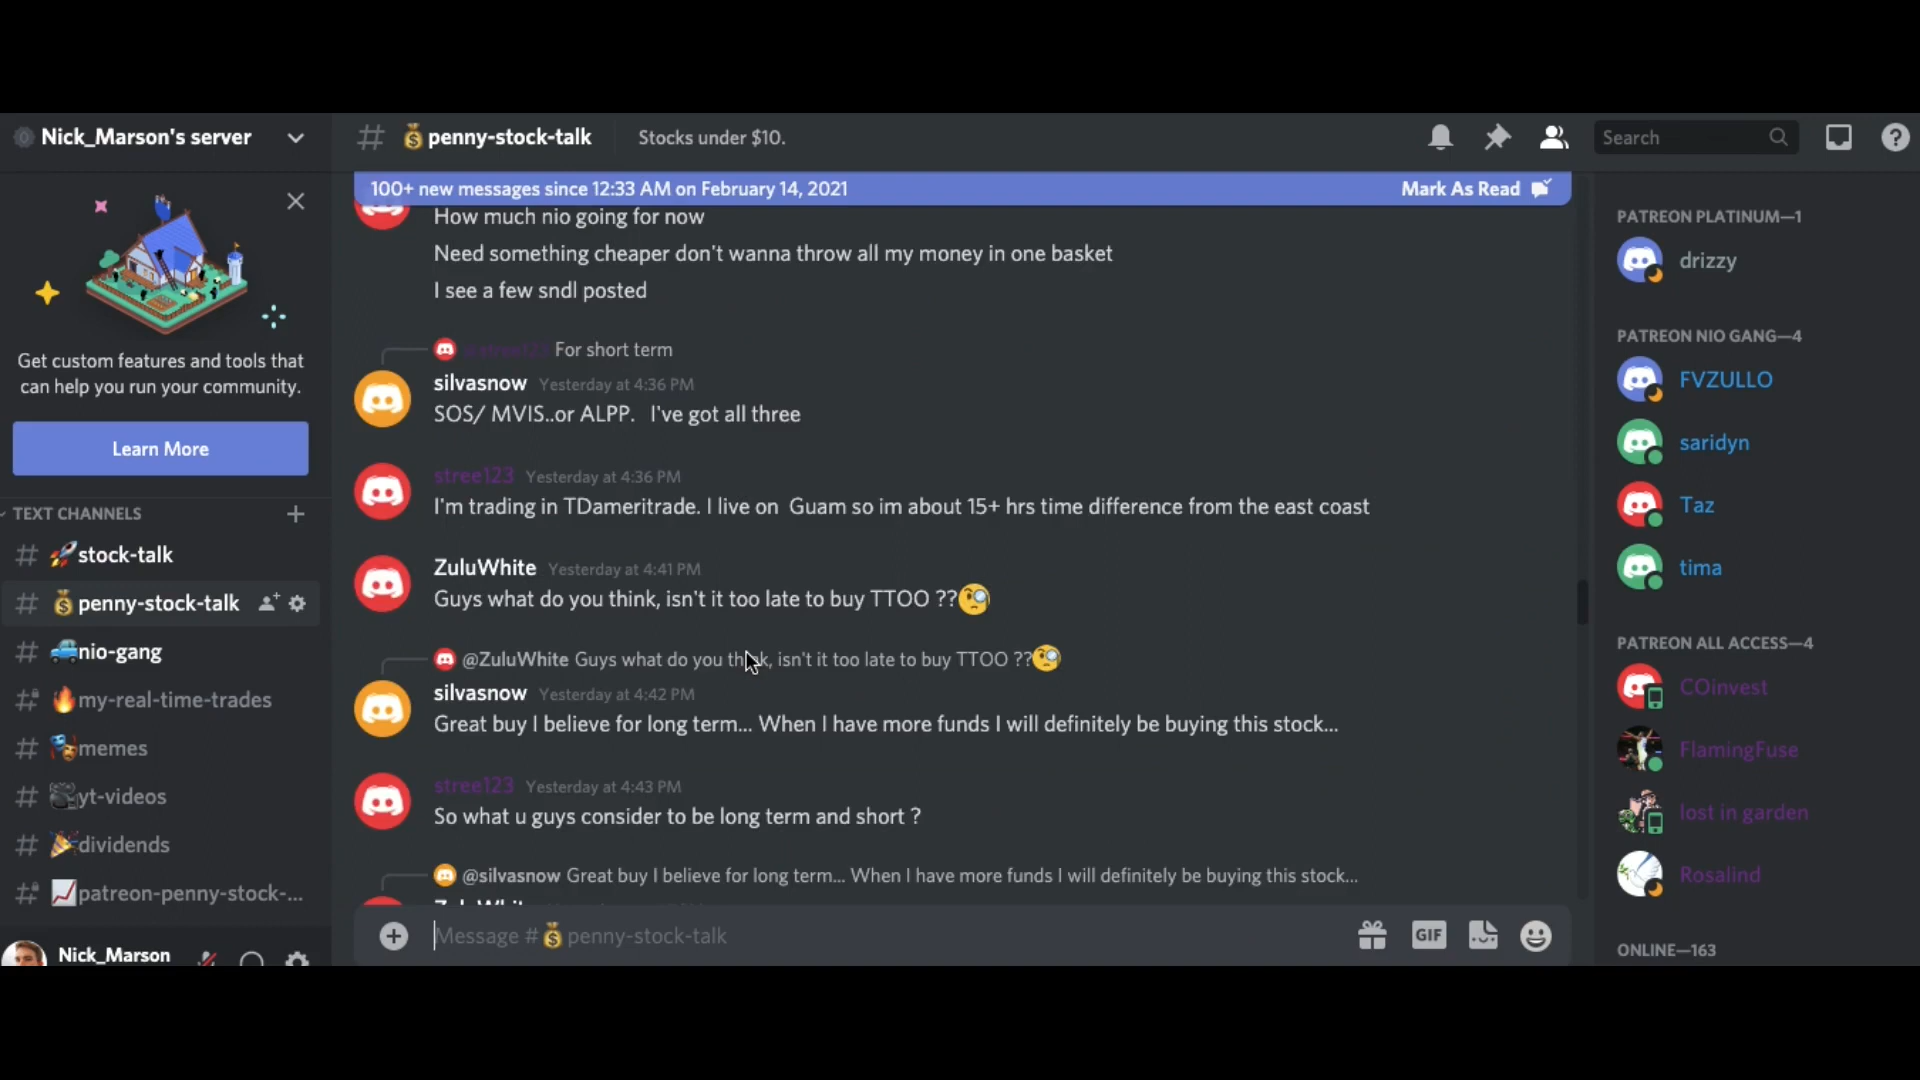 Nick_Marson's server
Get custom features and tools that
can help you run your community.
Learn More
TEXT CHANNELS
# 🚀stock-talk
# 💰penny-stock-talk
# 🚙nio-gang
# 🔥my-real-time-trades
# 🎭memes
# 🎥yt-videos
# 🎉dividends
# 📈patreon-penny-stock-...
Nick_Marson
# 💰penny-stock-talk Stocks under $10.
Search
100+ new messages since 12:33 AM on February 14, 2021 Mark As Read
How much nio going for now
Need something cheaper don't wanna throw all my money in one basket
I see a few sndl posted
@stree123 For short term
silvasnow Yesterday at 4:36 PM
SOS/ MVIS..or ALPP. I've got all three
stree123 Yesterday at 4:36 PM
I'm trading in TDameritrade. I live on Guam so im about 15+ hrs time difference from the east coast
ZuluWhite Yesterday at 4:41 PM
Guys what do you think, isn't it too late to buy TTOO ??🧐
@ZuluWhite Guys what do you think, isn't it too late to buy TTOO ??🧐
silvasnow Yesterday at 4:42 PM
Great buy I believe for long term... When I have more funds I will definitely be buying this stock...
stree123 Yesterday at 4:43 PM
So what u guys consider to be long term and short ?
@silvasnow Great buy I believe for long term... When I have more funds I will definitely be buying this stock...
ZuluWhite
Message #💰penny-stock-talk
GIF
PATREON PLATINUM—1
drizzy
PATREON NIO GANG—4
FVZULLO
saridyn
Taz
tima
PATREON ALL ACCESS—4
COinvest
FlamingFuse
lost in garden
Rosalind
ONLINE—163